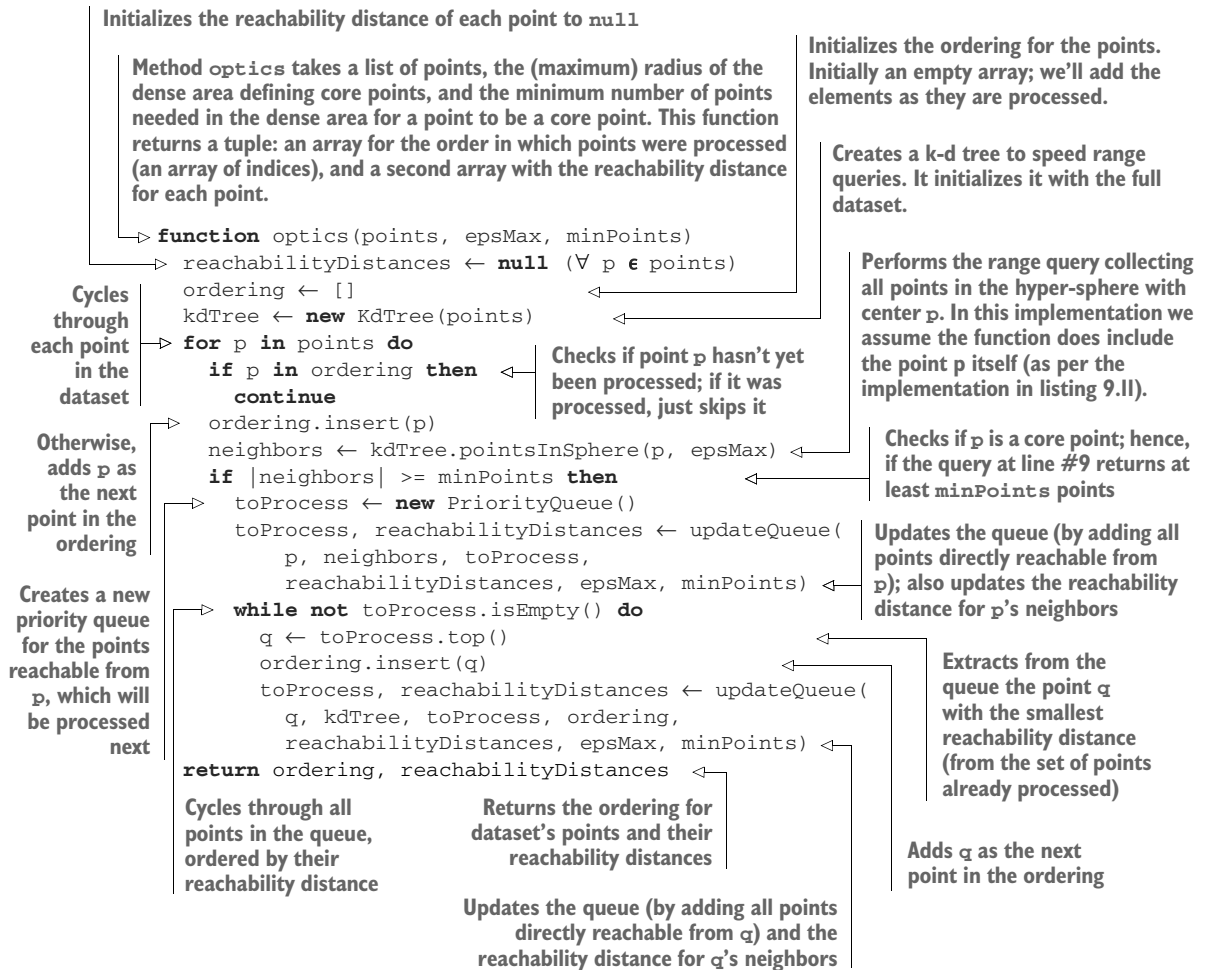 Initializes the reachability distance of each point to null
Method optics takes a list of points, the (maximum) radius of the
dense area defining core points, and the minimum number of points
needed in the dense area for a point to be a core point. This function
returns a tuple: an array for the order in which points were processed
(an array of indices), and a second array with the reachability distance
for each point.
Initializes the ordering for the points.
Initially an empty array; we'll add the
elements as they are processed.
Creates a k-d tree to speed range
queries. It initializes it with the full
dataset.
function optics(points, epsMax, minPoints)
reachabilityDistances ← null (∀ p ϵ points)
ordering ← []
kdTree ← new KdTree(points)
for p in points do
if p in ordering then
continue
ordering.insert(p)
neighbors ← kdTree.pointsInSphere(p, epsMax)
if |neighbors| >= minPoints then
toProcess ← new PriorityQueue()
toProcess, reachabilityDistances ← updateQueue(
p, neighbors, toProcess,
reachabilityDistances, epsMax, minPoints)
while not toProcess.isEmpty() do
q ← toProcess.top()
ordering.insert(q)
toProcess, reachabilityDistances ← updateQueue(
q, kdTree, toProcess, ordering,
reachabilityDistances, epsMax, minPoints)
return ordering, reachabilityDistances
Cycles
through
each point
in the
dataset
Checks if point p hasn't yet
been processed; if it was
processed, just skips it
Performs the range query collecting
all points in the hyper-sphere with
center p. In this implementation we
assume the function does include
the point p itself (as per the
implementation in listing 9.11).
Otherwise,
adds p as
the next
point in the
ordering
Checks if p is a core point; hence,
if the query at line #9 returns at
least minPoints points
Updates the queue (by adding all
points directly reachable from
p); also updates the reachability
distance for p's neighbors
Creates a new
priority queue
for the points
reachable from
p, which will
be processed
next
Extracts from the
queue the point q
with the smallest
reachability distance
(from the set of points
already processed)
Cycles through all
points in the queue,
ordered by their
reachability distance
Returns the ordering for
dataset's points and their
reachability distances
Adds q as the next
point in the ordering
Updates the queue (by adding all points
directly reachable from q) and the
reachability distance for q's neighbors